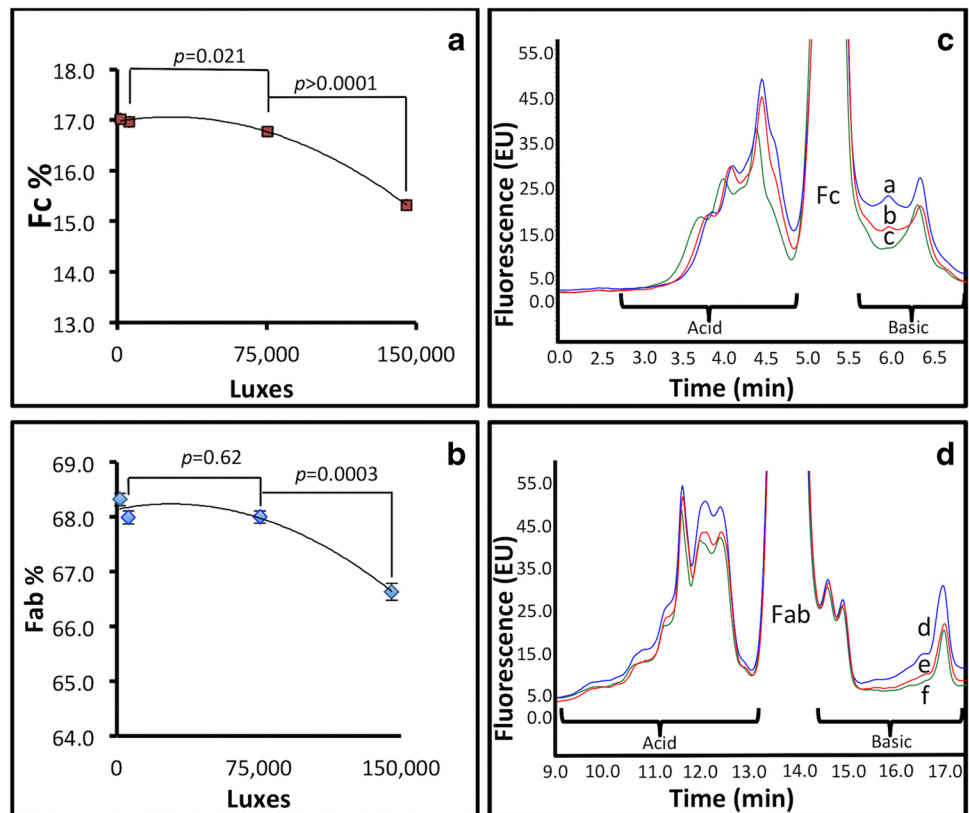 a
p=0.021
p>0.0001
18.0
17.0
16.0
15.0
14.0
13.0
Fc %
0 75,000 150,000
Luxes
c
55.0
45.0
35.0
25.0
15.0
5.0
0.0
Fluorescence (EU)
a
b
c
Fc
Acid Basic
0.0 2.5 3.0 3.5 4.0 4.5 5.0 5.5 6.0 6.5
Time (min)
b
p=0.62
p=0.0003
69.0
68.0
67.0
66.0
65.0
64.0
Fab %
0 75,000 150,000
Luxes
d
55.0
45.0
35.0
25.0
15.0
5.0
0.0
Fluorescence (EU)
Fab
d
e
f
Acid Basic
9.0 10.0 11.0 12.0 13.0 14.0 15.0 16.0 17.0
Time (min)